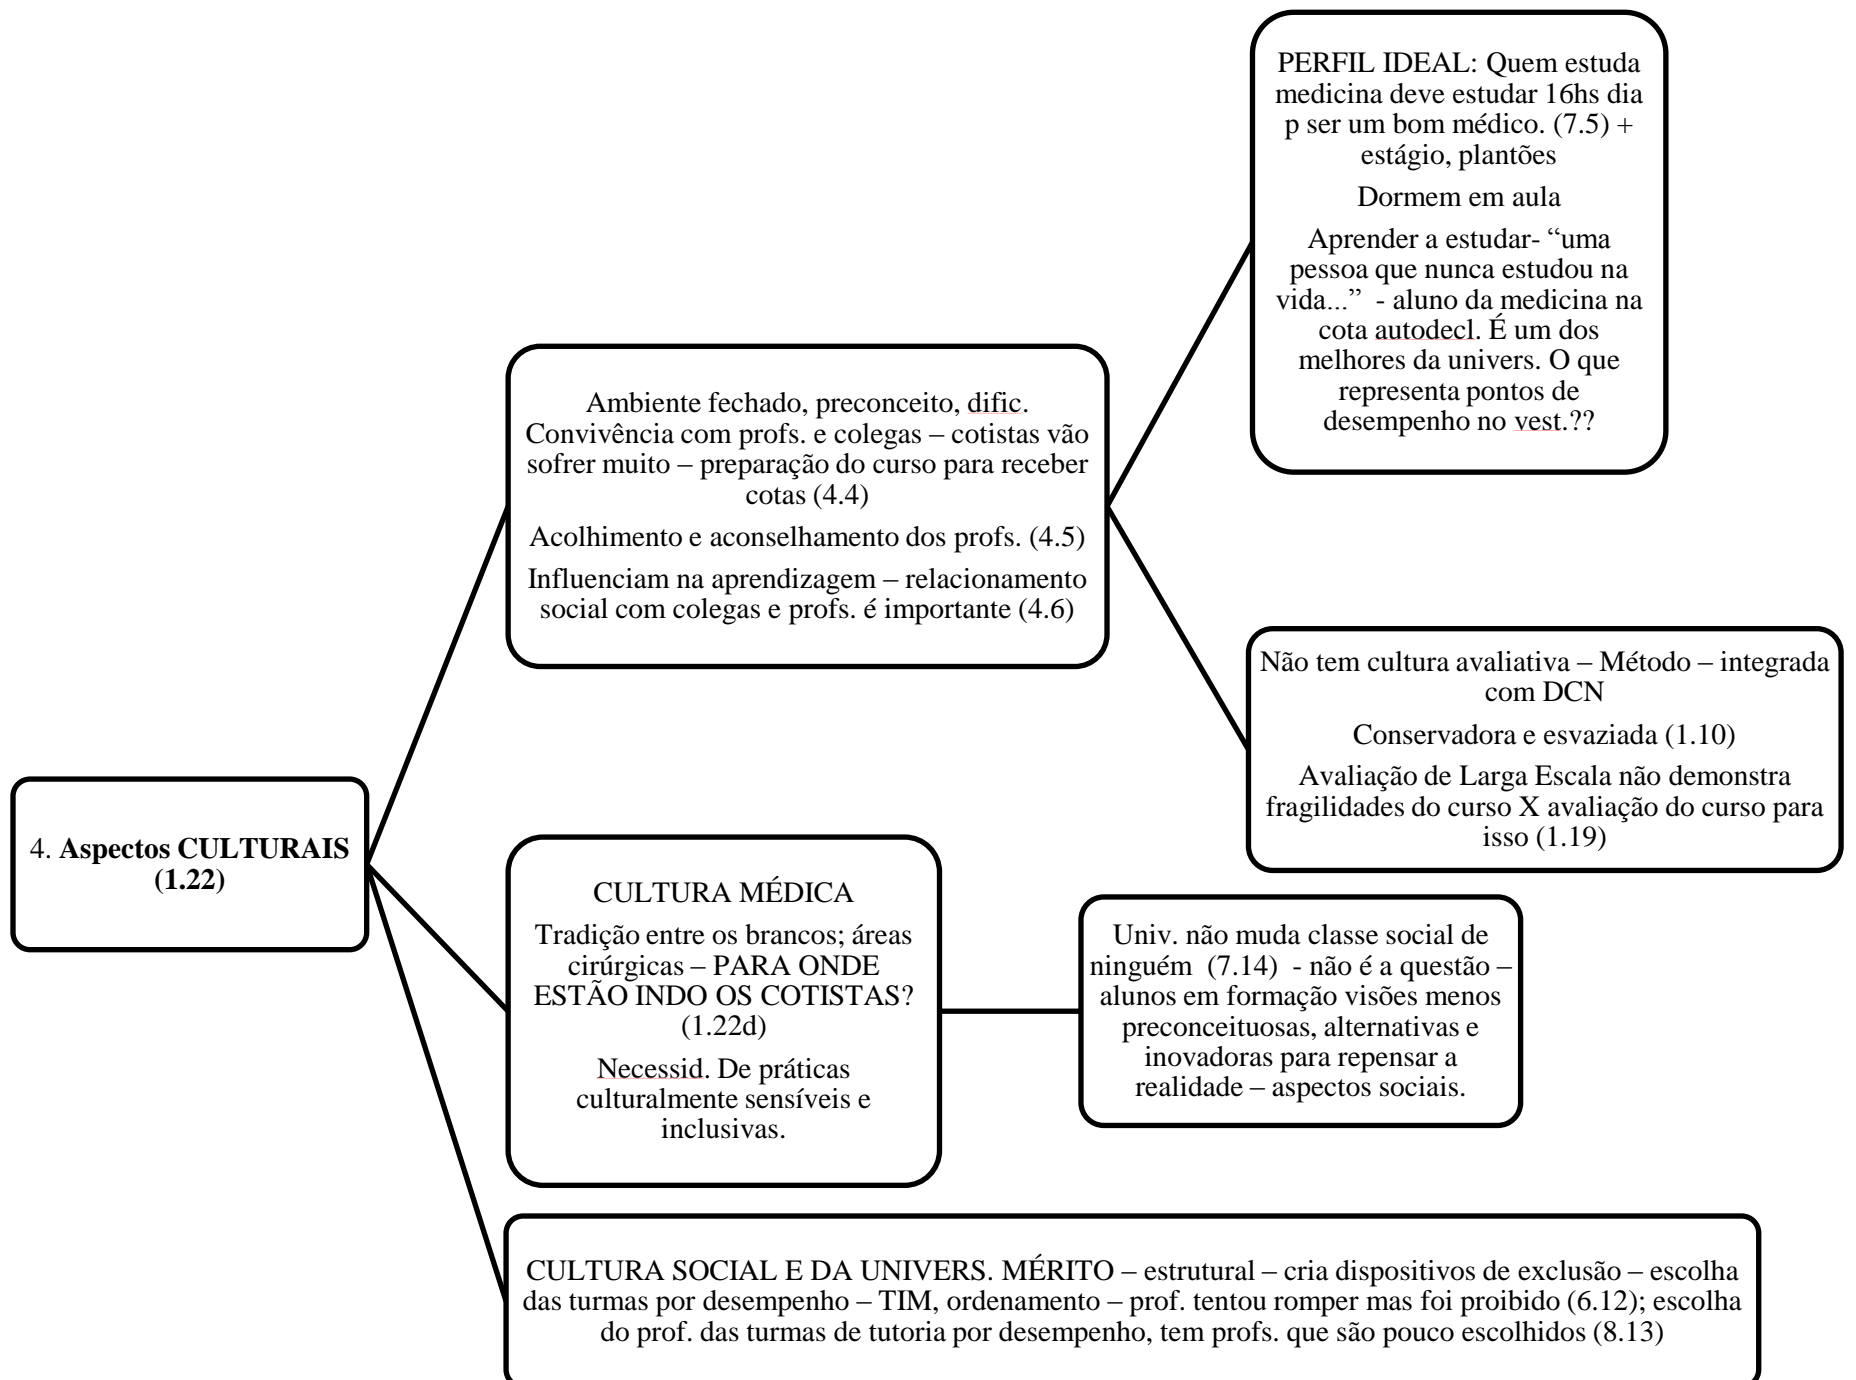 PERFIL IDEAL: Quem estuda
medicina deve estudar 16hs dia
p ser um bom médico. (7.5) +
estágio, plantões
Dormem em aula
Aprender a estudar- “uma
pessoa que nunca estudou na
vida...” - aluno da medicina na
cota autodecl. É um dos
melhores da univers. O que
representa pontos de
desempenho no vest.??
Ambiente fechado, preconceito, dific.
Convivência com profs. e colegas – cotistas vão
sofrer muito – preparação do curso para receber
cotas (4.4)
Acolhimento e aconselhamento dos profs. (4.5)
Influenciam na aprendizagem – relacionamento
social com colegas e profs. é importante (4.6)
Não tem cultura avaliativa – Método – integrada
com DCN
Conservadora e esvaziada (1.10)
Avaliação de Larga Escala não demonstra
fragilidades do curso X avaliação do curso para
isso (1.19)
4. Aspectos CULTURAIS
(1.22)
CULTURA MÉDICA
Tradição entre os brancos; áreas
cirúrgicas – PARA ONDE
ESTÃO INDO OS COTISTAS?
(1.22d)
Necessid. De práticas
culturalmente sensíveis e
inclusivas.
Univ. não muda classe social de
ninguém (7.14) - não é a questão –
alunos em formação visões menos
preconceituosas, alternativas e
inovadoras para repensar a
realidade – aspectos sociais.
CULTURA SOCIAL E DA UNIVERS. MÉRITO – estrutural – cria dispositivos de exclusão – escolha
das turmas por desempenho – TIM, ordenamento – prof. tentou romper mas foi proibido (6.12); escolha
do prof. das turmas de tutoria por desempenho, tem profs. que são pouco escolhidos (8.13)